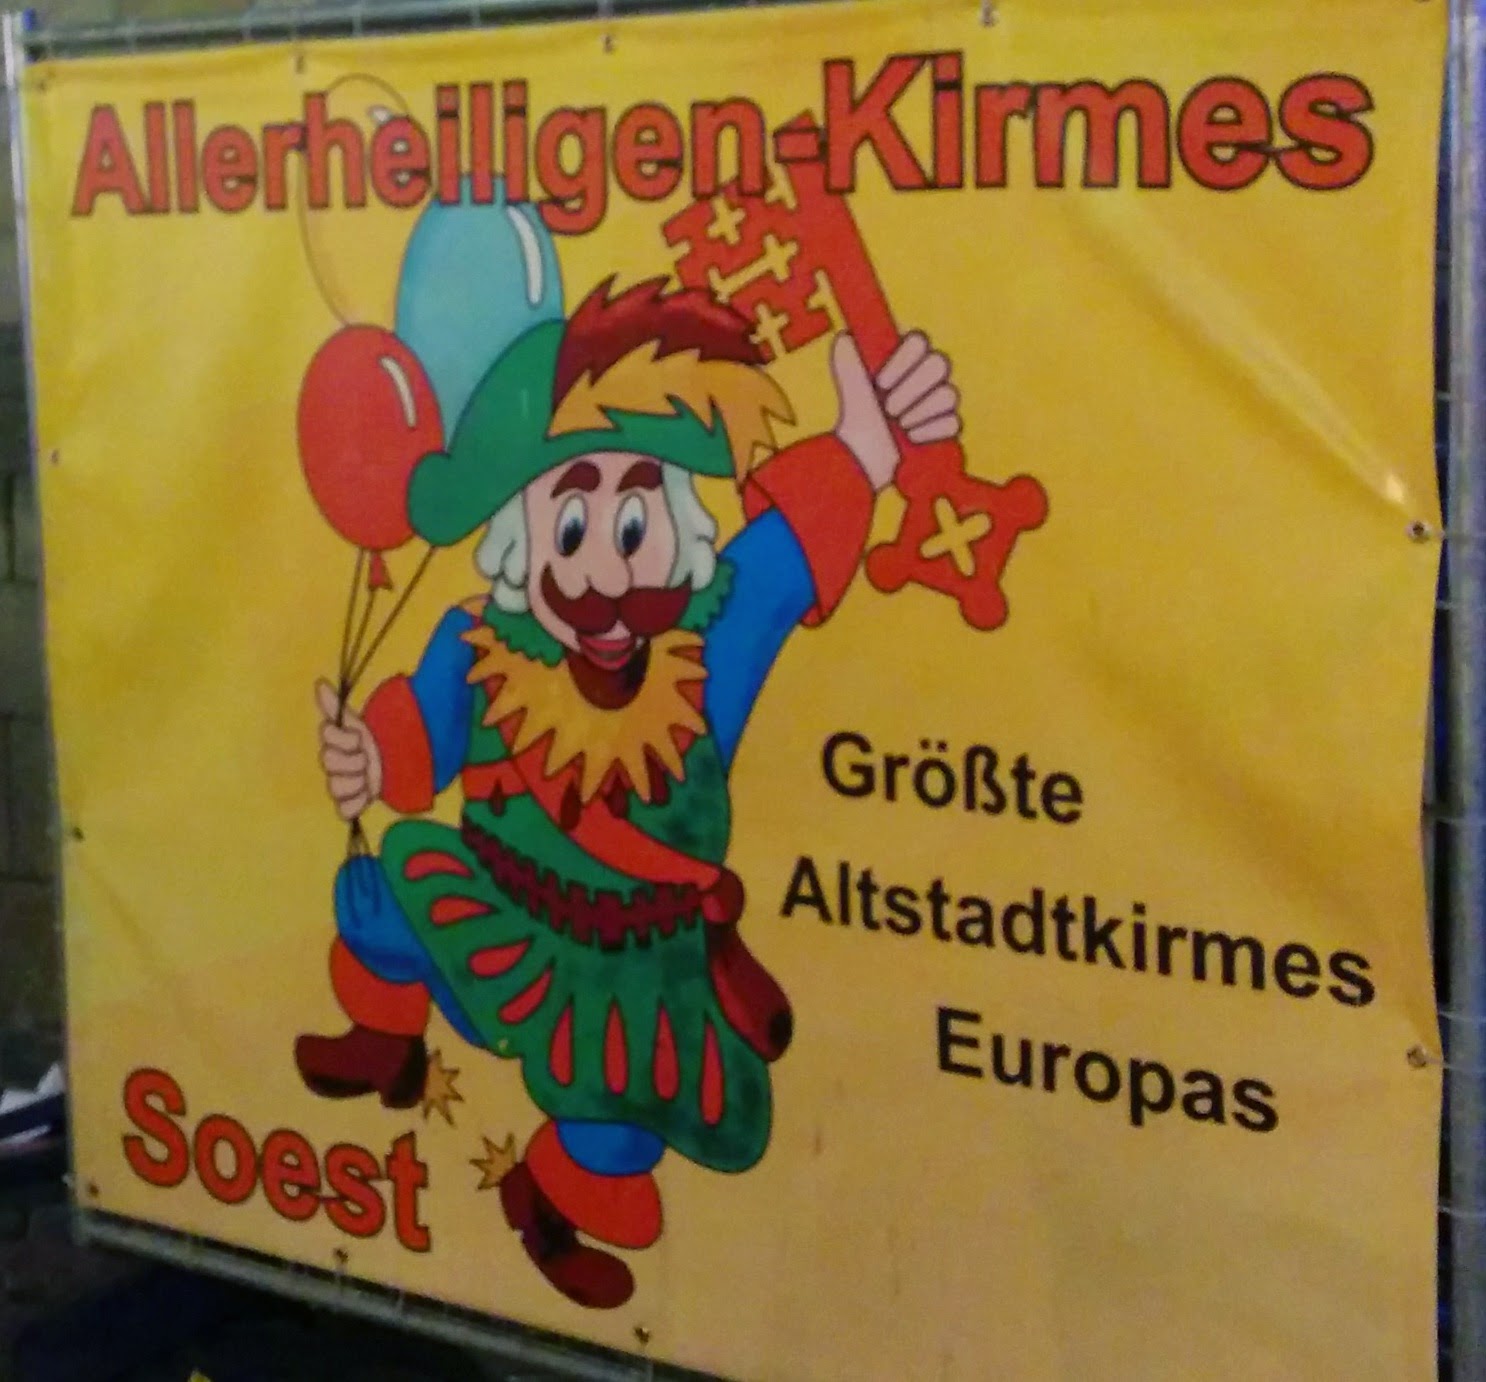 Allerheiligen-Kirmes
Größte
Altstadtkirmes
Europas
Soest